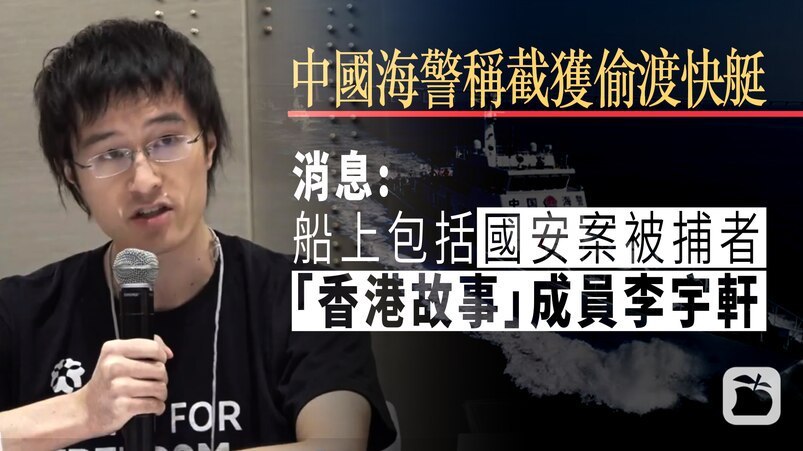 中國海警稱截獲偷渡快艇
消息:
船上包括國安案被捕者
「香港故事」成員李宇軒
中国海警
FOR